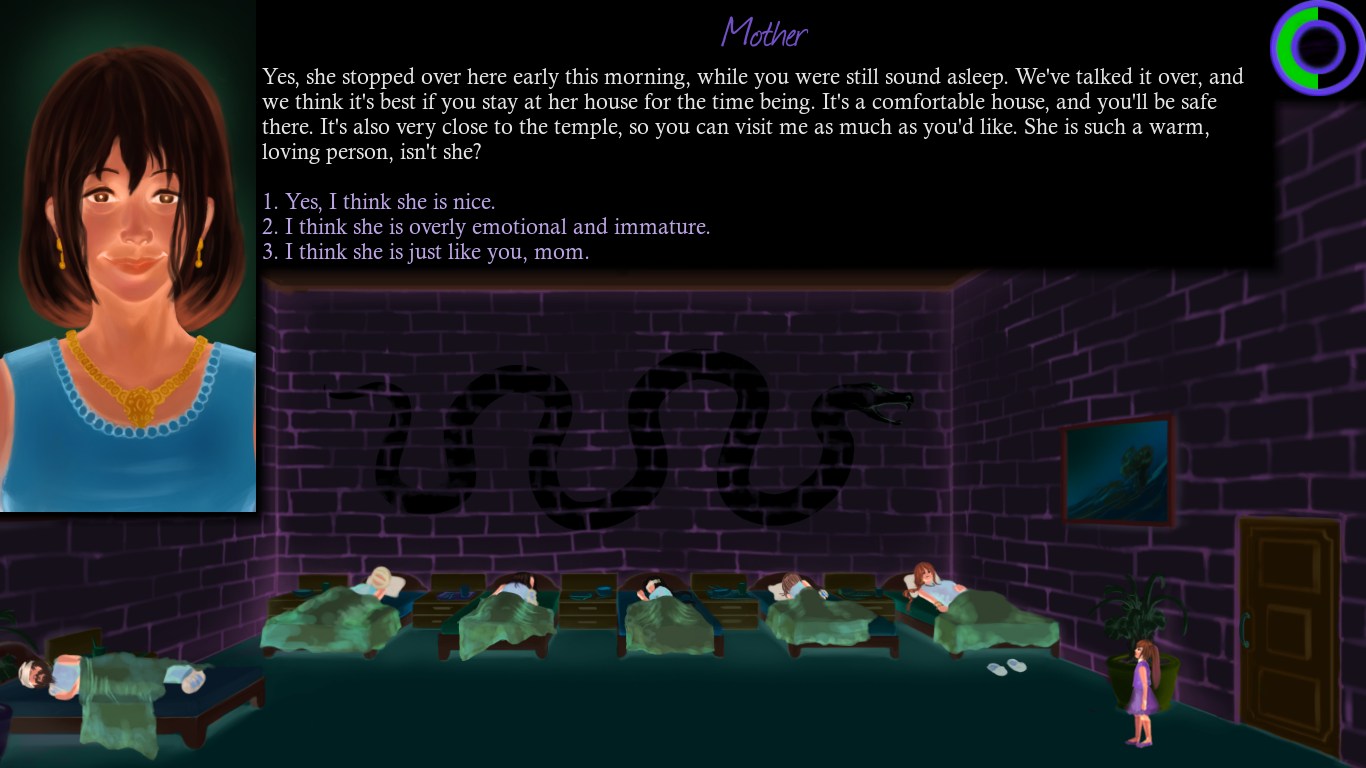 Mother
Yes, she stopped over here early this morning, while you were still sound asleep. We've talked it over, and
we think it's best if you stay at her house for the time being. It's a comfortable house, and you'll be safe
there. It's also very close to the temple, so you can visit me as much as you'd like. She is such a warm,
loving person, isn't she?
1. Yes, I think she is nice.
2. I think she is overly emotional and immature.
3. I think she is just like you, mom.